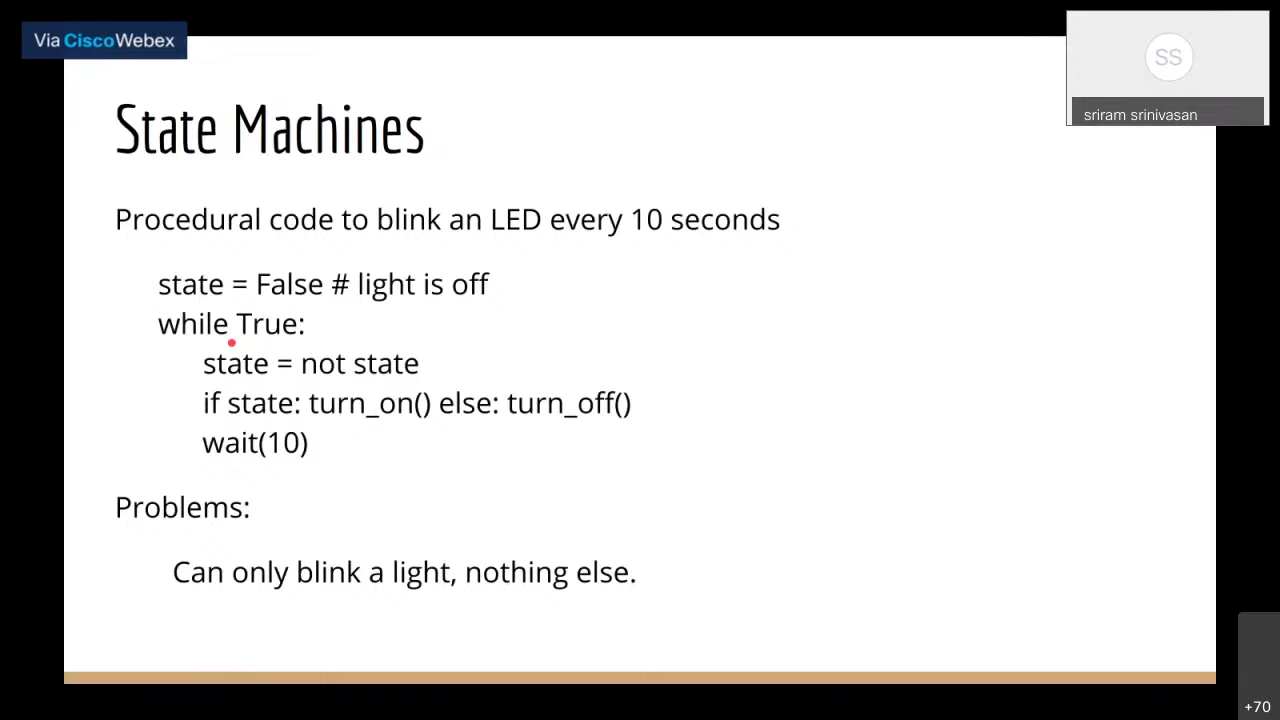 Via CiscoWebex
SS
sriram srinivasan
State Machines
Procedural code to blink an LED every 10 seconds
state = False # light is off
while True:
state = not state
if state: turn_on() else: turn_off()
wait(10)
Problems:
Can only blink a light, nothing else.
+70